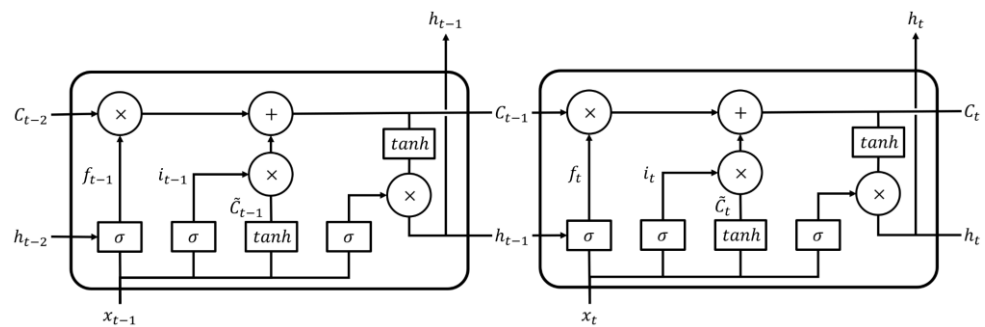 h_{t−1} h_t
C_{t−2} × + C_{t−1} × + C_t
tanh tanh
f_{t−1} i_{t−1} × × f_t i_t × ×
C̃_{t−1} C̃_t
h_{t−2} σ σ tanh σ h_{t−1} σ σ tanh σ h_t
x_{t−1} x_t